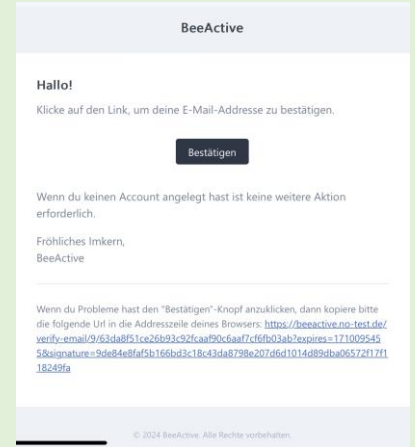 BeeActive
Hallo!
Klicke auf den Link, um deine E-Mail-Addresse zu bestätigen.
Bestätigen
Wenn du keinen Account angelegt hast ist keine weitere Aktion
erforderlich.
Fröhliches Imkern,
BeeActive
Wenn du Probleme hast den "Bestätigen"-Knopf anzuklicken, dann kopiere bitte
die folgende Url in die Addresszeile deines Browsers: https://beeactive.no-test.de/
verify-email/9/63da8f51ce26b93c92fcaaf90c6aaf7cf6fb03ab?expires=171009545
5&signature=9de84e8faf5b166bd3c18c43da8798e207d6d1014d89dba06572f17f1
18249fa
© 2024 BeeActive. Alle Rechte vorbehalten.